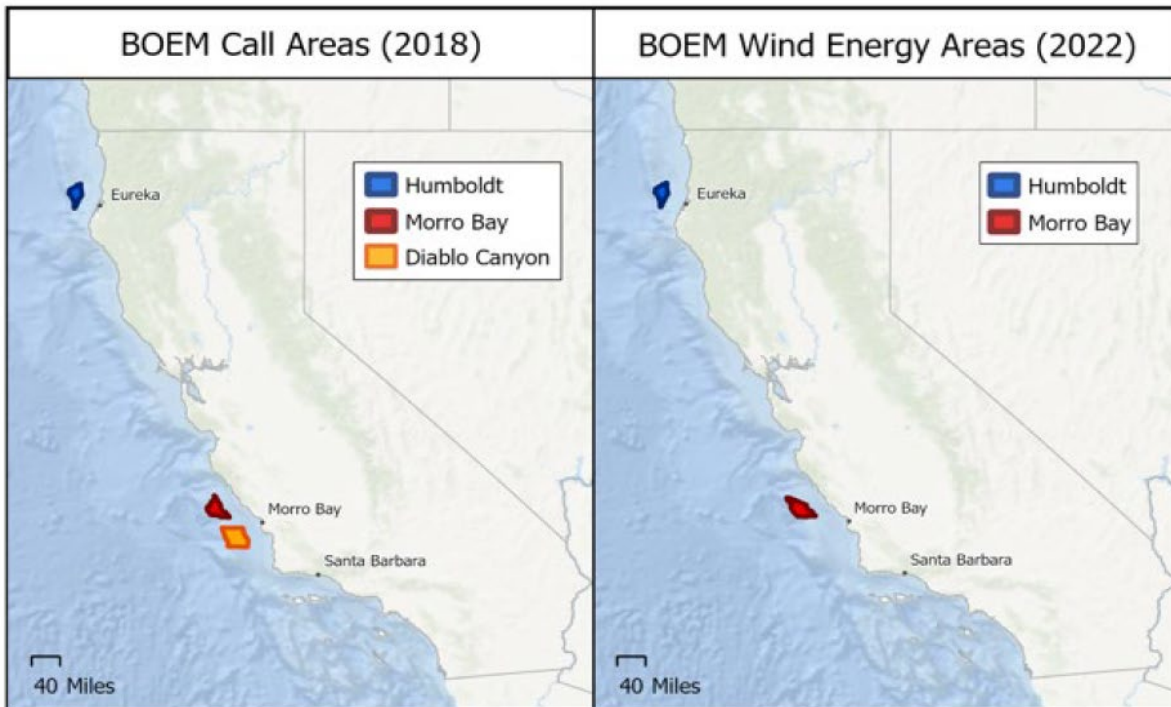 BOEM Call Areas (2018)
Humboldt
Morro Bay
Diablo Canyon
Eureka
Morro Bay
Santa Barbara
40 Miles
BOEM Wind Energy Areas (2022)
Humboldt
Morro Bay
Eureka
Morro Bay
Santa Barbara
40 Miles